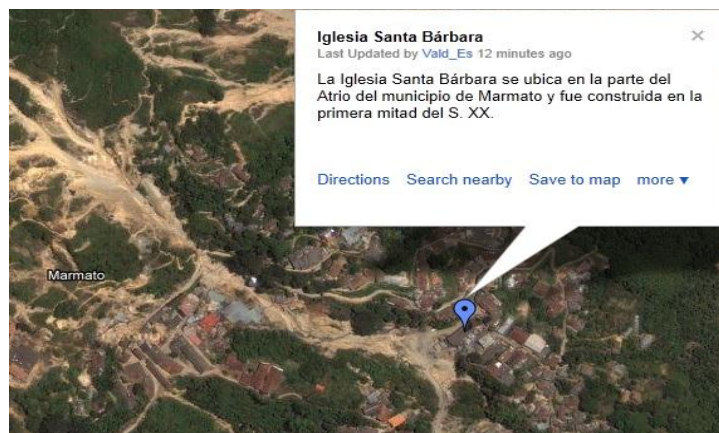 Iglesia Santa Bárbara
Last Updated by Vald_Es 12 minutes ago
La Iglesia Santa Bárbara se ubica en la parte del
Atrio del municipio de Marmato y fue construida en la
primera mitad del S. XX.
Directions Search nearby Save to map more ▼
Marmato